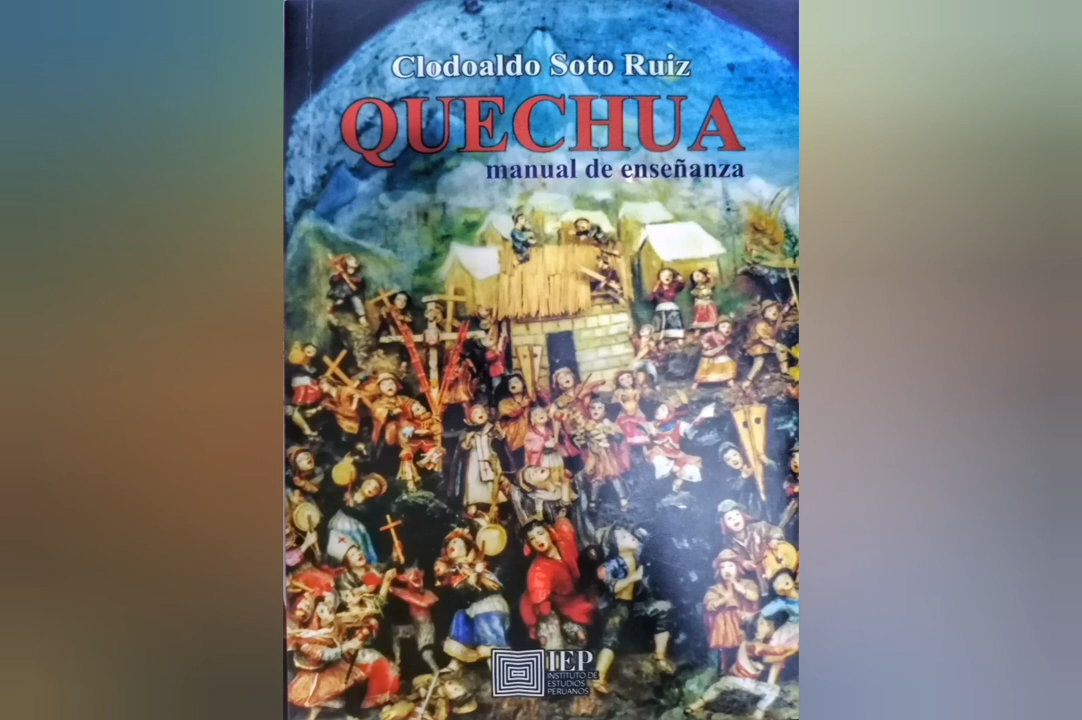 Clodoaldo Soto Ruiz
QUECHUA
manual de enseñanza
IEP
INSTITUTO DE
ESTUDIOS
PERUANOS